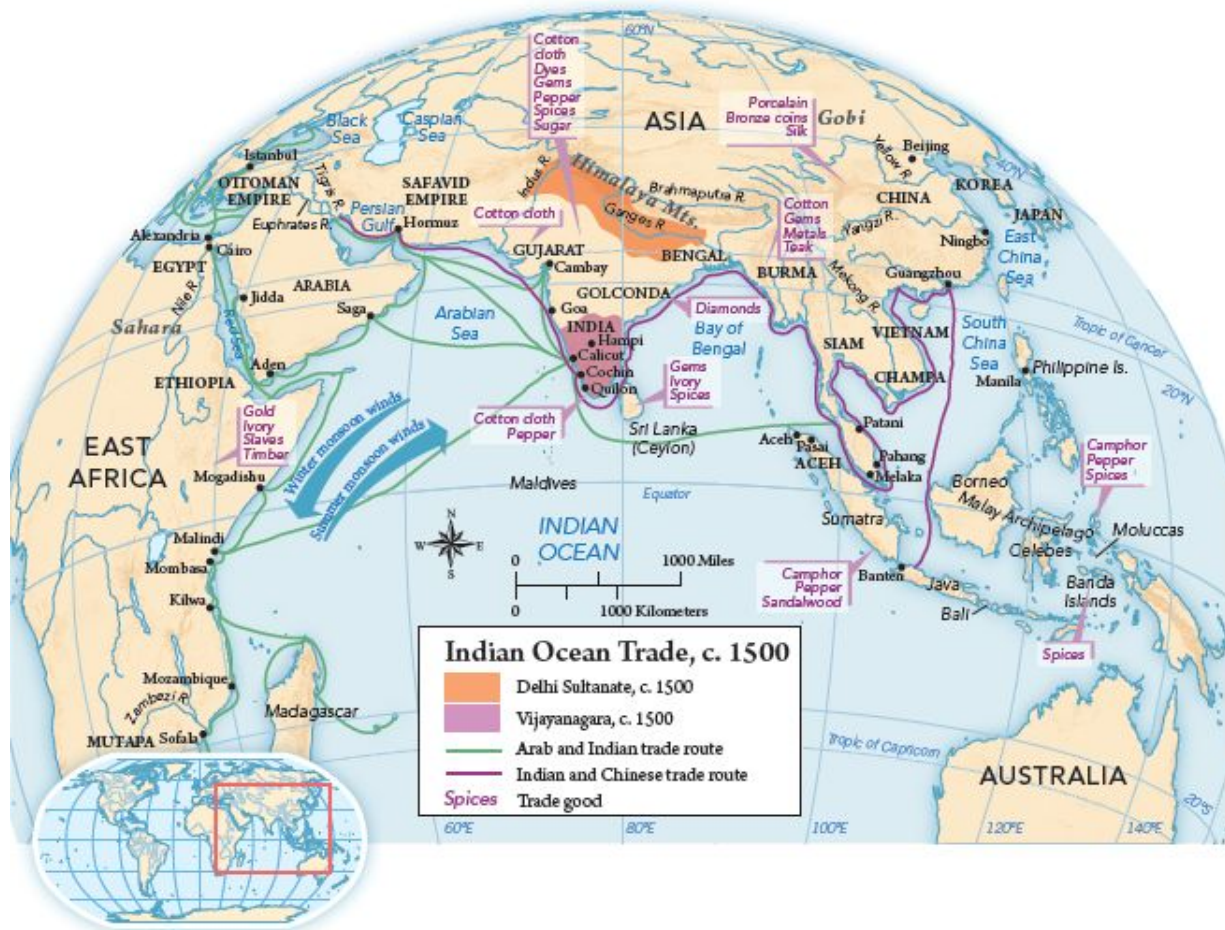 60°N
Cotton
cloth
Dyes
Gems
Pepper
Spices
Sugar
ASIA
Porcelain
Bronze coins
Silk
Gobi
Black
Sea
Caspian
Sea
Istanbul
OTTOMAN
EMPIRE
Tigris R.
Euphrates R.
SAFAVID
EMPIRE
Persian
Gulf
Hormuz
Indus R.
Himalaya Mts.
Brahmaputra R.
Ganges R.
Yellow R.
Beijing
40°N
CHINA
KOREA
JAPAN
Yangzi R.
Ningbo
East
China
Sea
Cotton
Gems
Metals
Teak
Cotton cloth
Alexandria
Cairo
EGYPT
Nile R.
Sahara
ARABIA
Jidda
Red Sea
Saga
Aden
ETHIOPIA
Arabian
Sea
GUJARAT
Cambay
BENGAL
BURMA
Mekong R.
Guangzhou
GOLCONDA
Goa
INDIA
Hampi
Calicut
Cochin
Quilon
Diamonds
Bay of
Bengal
SIAM
VIETNAM
CHAMPA
South
China
Sea
Tropic of Cancer
20°N
Philippine Is.
Manila
Gold
Ivory
Slaves
Timber
Cotton cloth
Pepper
Gems
Ivory
Spices
Sri Lanka
(Ceylon)
EAST
AFRICA
Winter monsoon winds
Summer monsoon winds
Mogadishu
Maldives
Equator
Aceh
Pasai
ACEH
Patani
Pahang
Melaka
Camphor
Pepper
Spices
Borneo
Malay Archipelago
Celebes
Moluccas
Sumatra
Malindi
Mombasa
Kilwa
N
W
E
S
INDIAN
OCEAN
0
1000 Miles
0
1000 Kilometers
Camphor
Pepper
Sandalwood
Banten
Java
Bali
Banda
Islands
Spices
Mozambique
Zambezi R.
MUTAPA
Sofala
Madagascar
Indian Ocean Trade, c. 1500
Delhi Sultanate, c. 1500
Vijayanagara, c. 1500
Arab and Indian trade route
Indian and Chinese trade route
Spices
Trade good
Tropic of Capricorn
AUSTRALIA
20°S
60°E
80°E
100°E
120°E
140°E